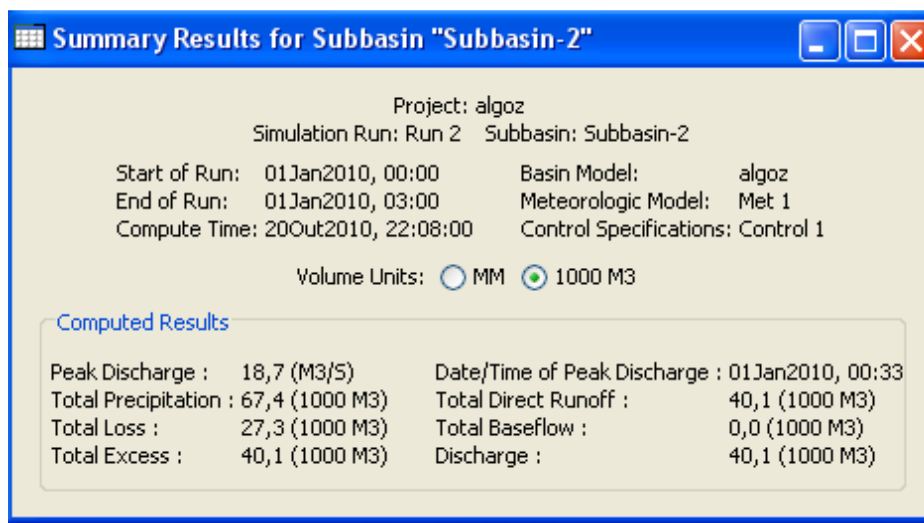 Summary Results for Subbasin "Subbasin-2"
Project: algoz
Simulation Run: Run 2 Subbasin: Subbasin-2
Start of Run: 01Jan2010, 00:00 Basin Model: algoz
End of Run: 01Jan2010, 03:00 Meteorologic Model: Met 1
Compute Time: 20Out2010, 22:08:00 Control Specifications: Control 1
Volume Units: MM 1000 M3
Computed Results
Peak Discharge : 18,7 (M3/S) Date/Time of Peak Discharge : 01Jan2010, 00:33
Total Precipitation : 67,4 (1000 M3) Total Direct Runoff : 40,1 (1000 M3)
Total Loss : 27,3 (1000 M3) Total Baseflow : 0,0 (1000 M3)
Total Excess : 40,1 (1000 M3) Discharge : 40,1 (1000 M3)